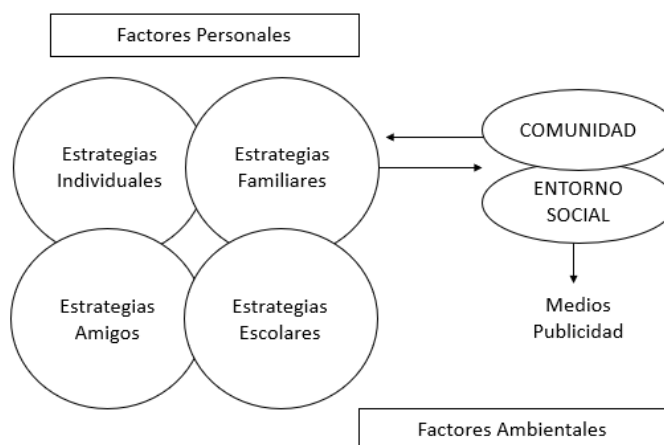 Factores Personales
Estrategias
Individuales
Estrategias
Familiares
COMUNIDAD
ENTORNO
SOCIAL
Estrategias
Amigos
Estrategias
Escolares
Medios
Publicidad
Factores Ambientales